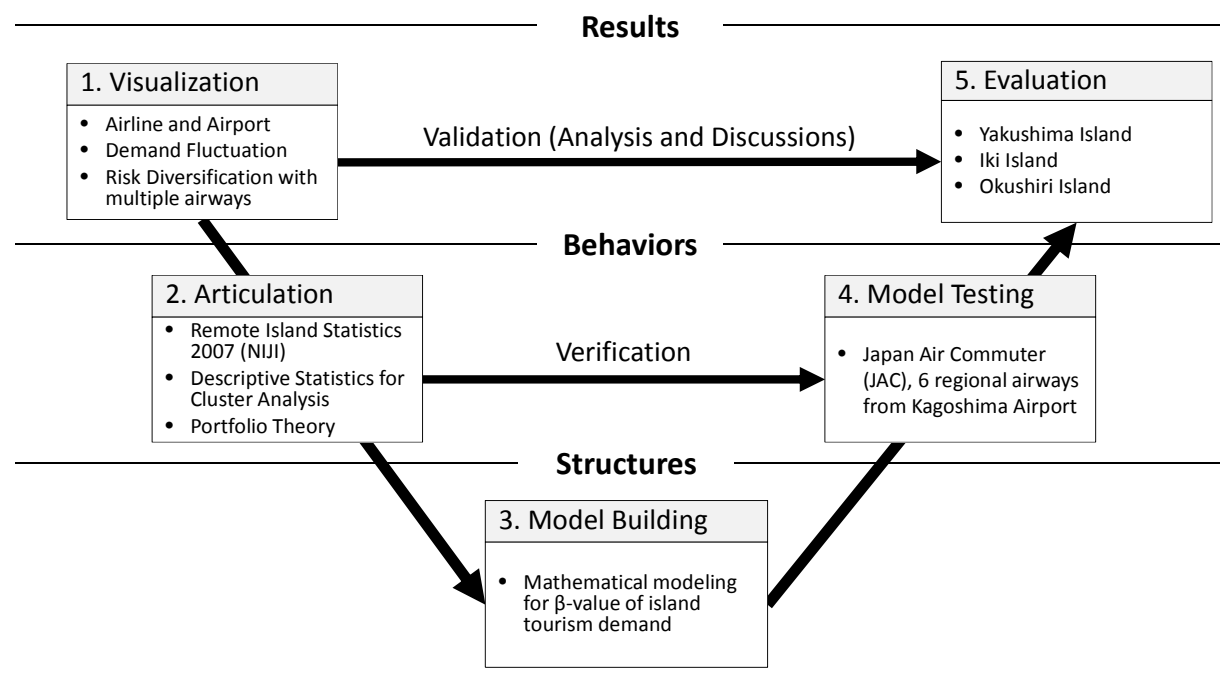 Results
1. Visualization
• Airline and Airport
• Demand Fluctuation
• Risk Diversification with
multiple airways
Validation (Analysis and Discussions)
5. Evaluation
• Yakushima Island
• Iki Island
• Okushiri Island
Behaviors
2. Articulation
• Remote Island Statistics
2007 (NIJI)
• Descriptive Statistics for
Cluster Analysis
• Portfolio Theory
Verification
4. Model Testing
• Japan Air Commuter
(JAC), 6 regional airways
from Kagoshima Airport
Structures
3. Model Building
• Mathematical modeling
for β-value of island
tourism demand